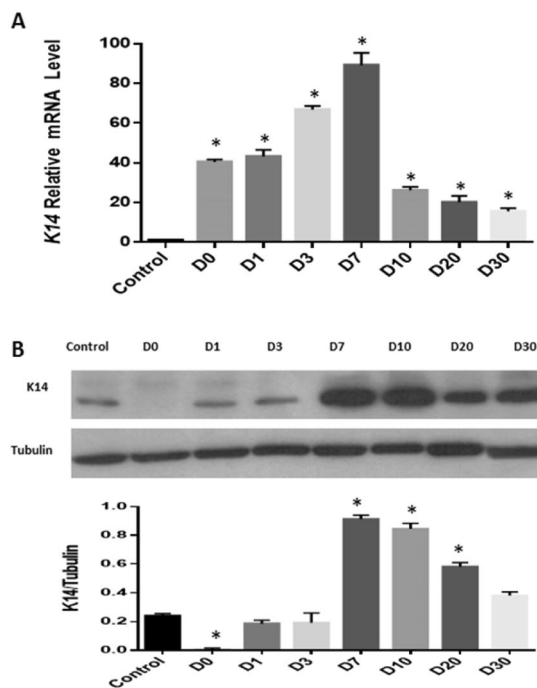 A
K14 Relative mRNA Level
100
80
60
40
20
0
*
*
*
*
*
*
*
Control
D0
D1
D3
D7
D10
D20
D30
B
Control D0 D1 D3 D7 D10 D20 D30
K14
Tubulin
K14/Tubulin
1.0
0.8
0.6
0.4
0.2
0.0
*
*
*
*
Control
D0
D1
D3
D7
D10
D20
D30